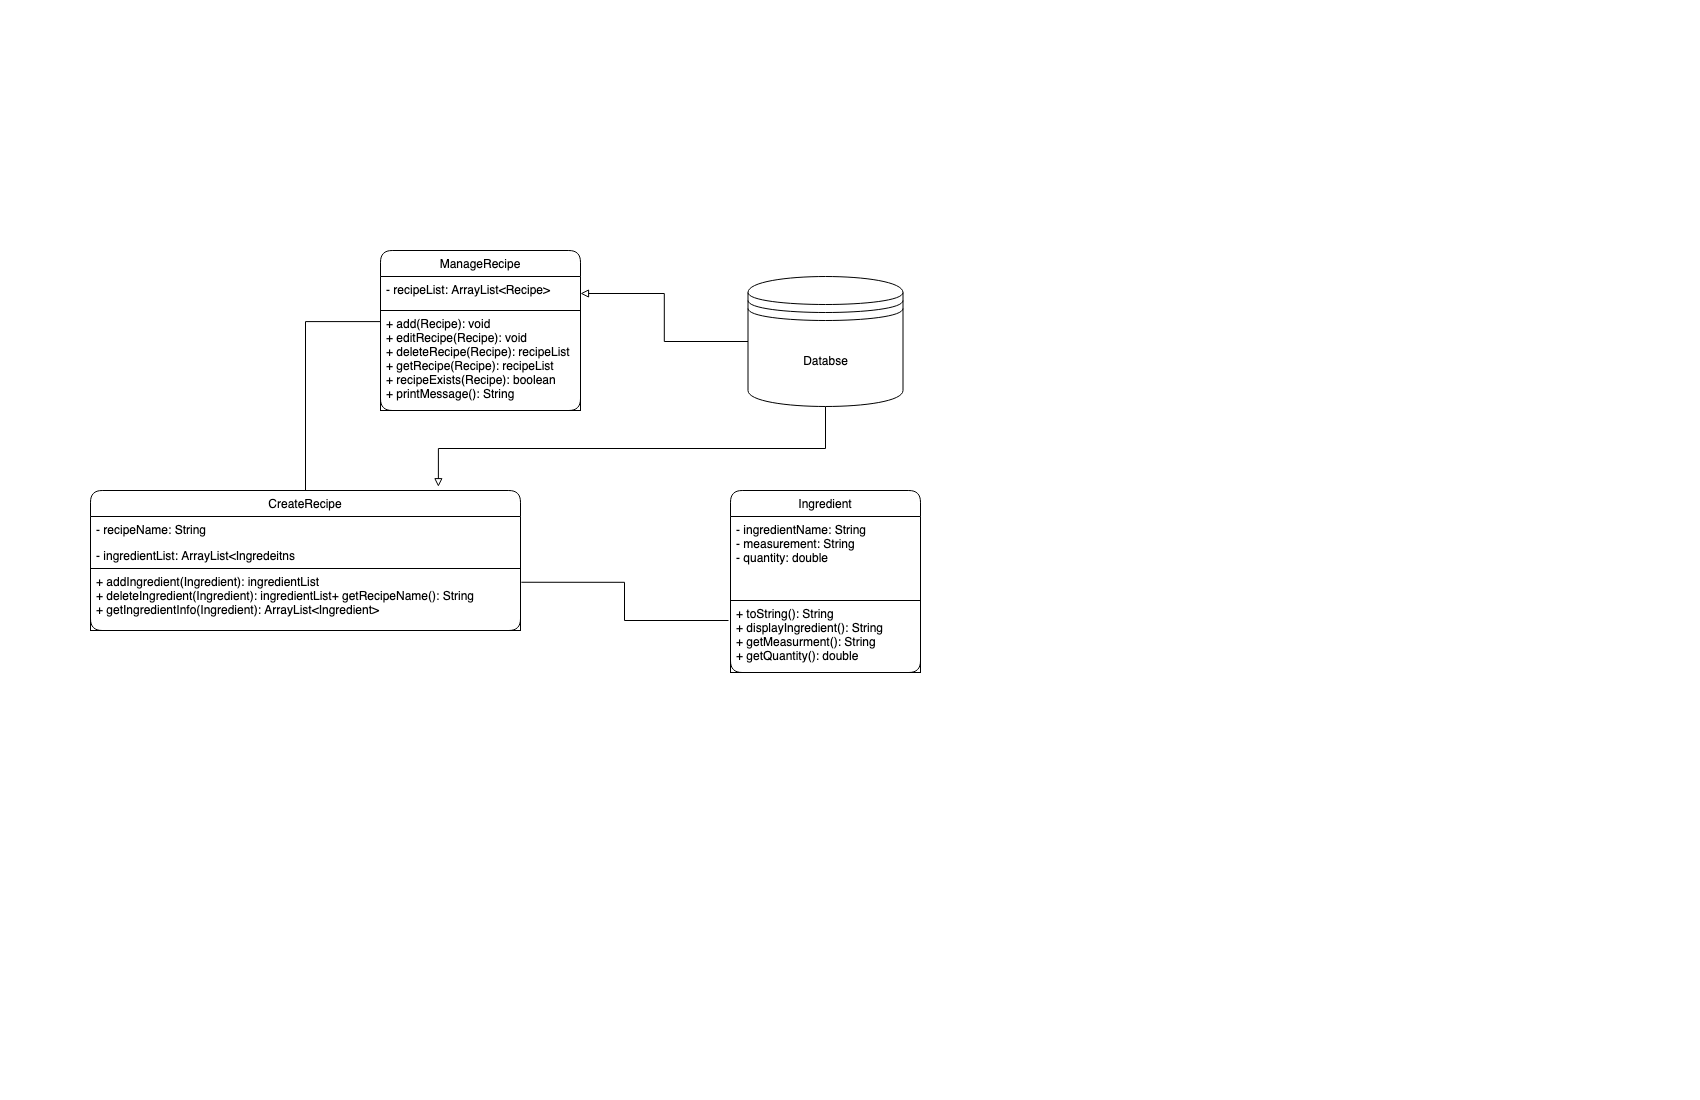 ManageRecipe
- recipeList: ArrayList<Recipe>
+ add(Recipe): void
+ editRecipe(Recipe): void
+ deleteRecipe(Recipe): recipeList
+ getRecipe(Recipe): recipeList
+ recipeExists(Recipe): boolean
+ printMessage(): String
Databse
CreateRecipe
- recipeName: String
- ingredientList: ArrayList<Ingredeitns
+ addIngredient(Ingredient): ingredientList
+ deleteIngredient(Ingredient): ingredientList+ getRecipeName(): String
+ getIngredientInfo(Ingredient): ArrayList<Ingredient>
Ingredient
- ingredientName: String
- measurement: String
- quantity: double
+ toString(): String
+ displayIngredient(): String
+ getMeasurment(): String
+ getQuantity(): double